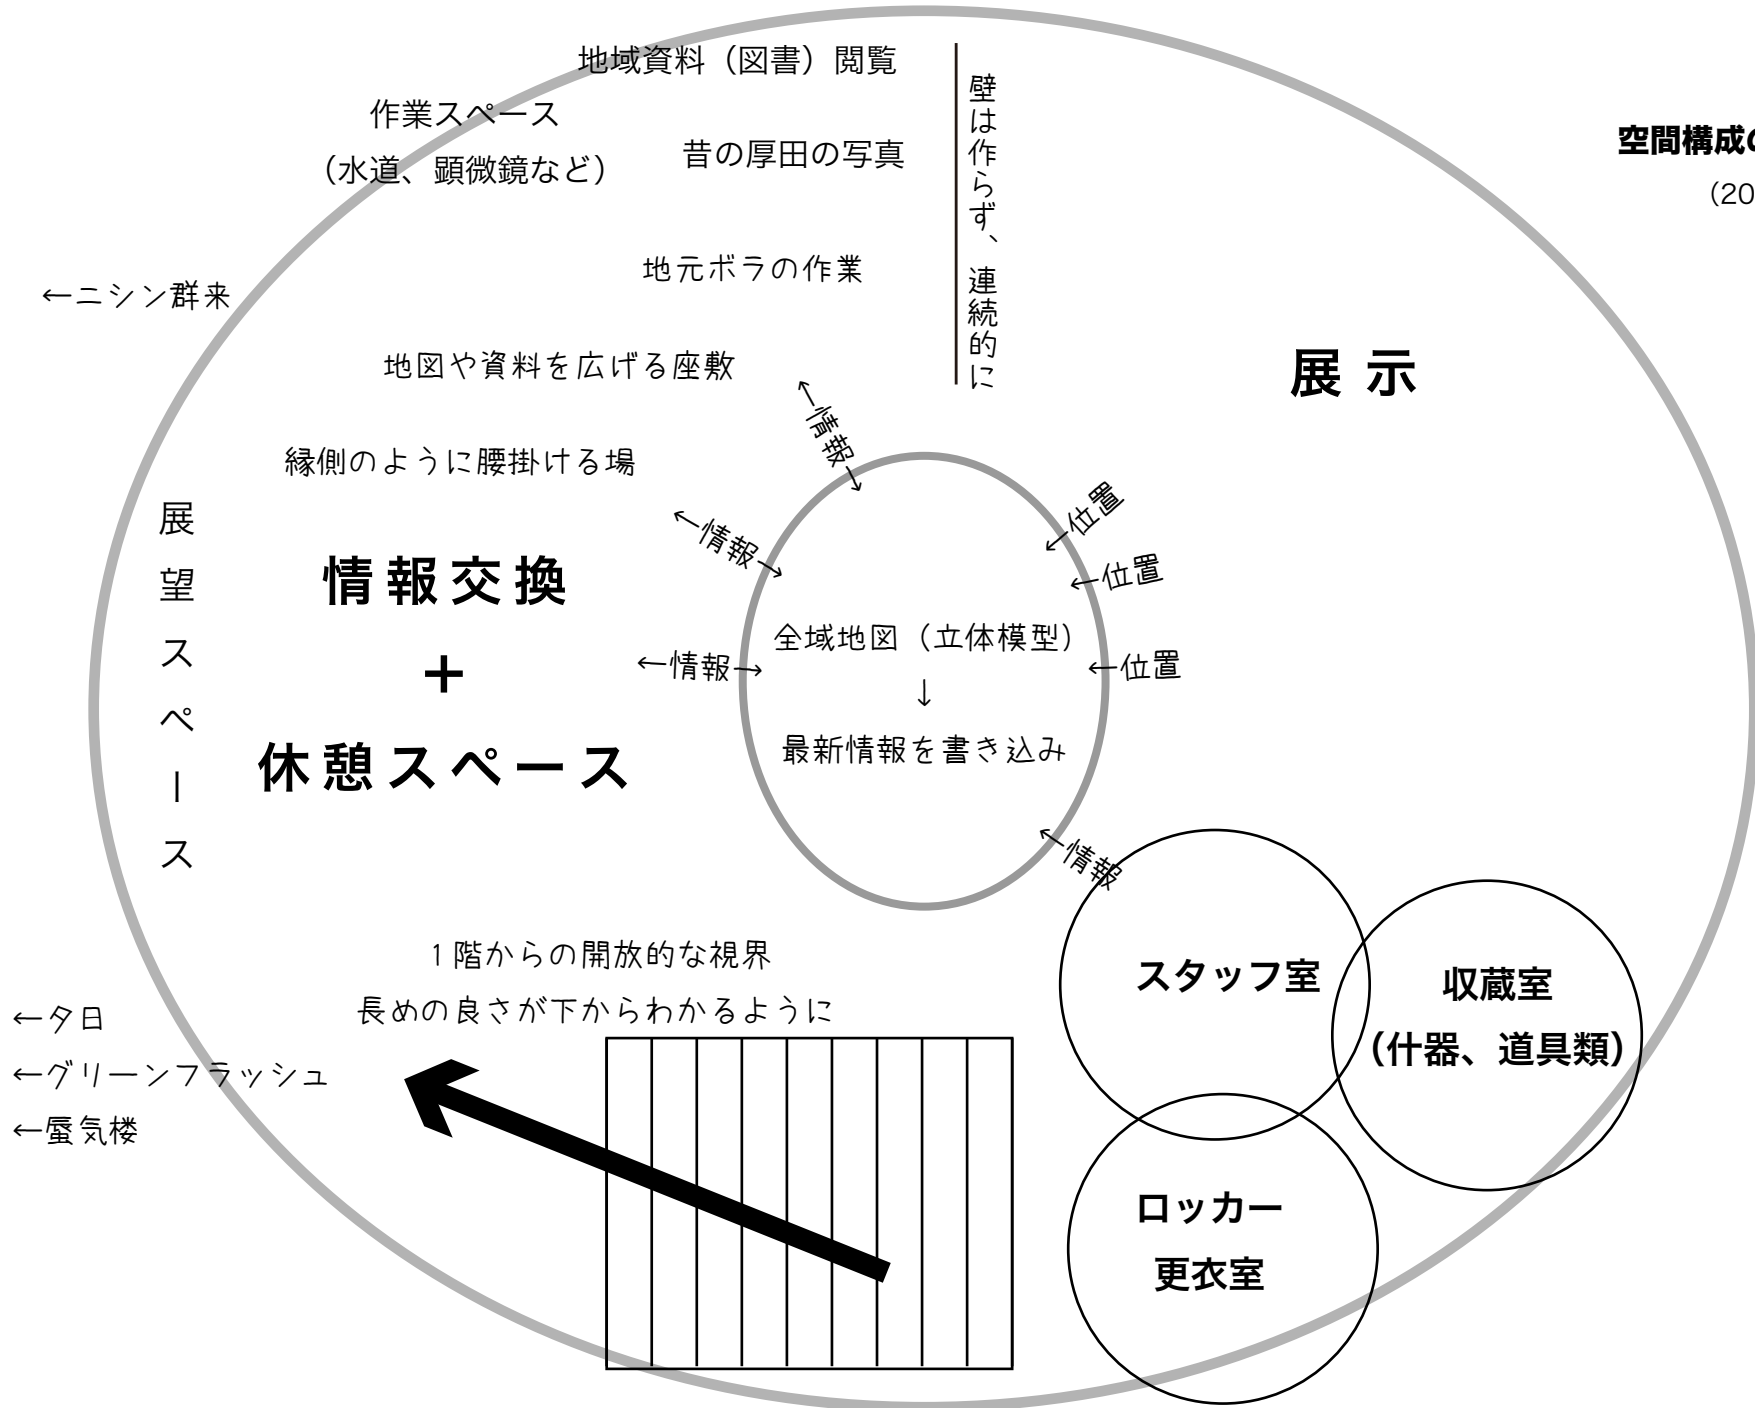 地域資料（図書）閲覧
作業スペース
（水道、顕微鏡など）
昔の厚田の写真
壁は作らず、連続的に
空間構成の
（20
地元ボラの作業
←ニシン群来
地図や資料を広げる座敷
展示
←情報→
縁側のように腰掛ける場
←情報→
←情報→
展望スペース
情報交換
＋
休憩スペース
←位置
←位置
←位置
全域地図（立体模型）
↓
最新情報を書き込み
←情報
1階からの開放的な視界
長めの良さが下からわかるように
←夕日
←グリーンフラッシュ
←蜃気楼
スタッフ室
収蔵室
（什器、道具類）
ロッカー
更衣室